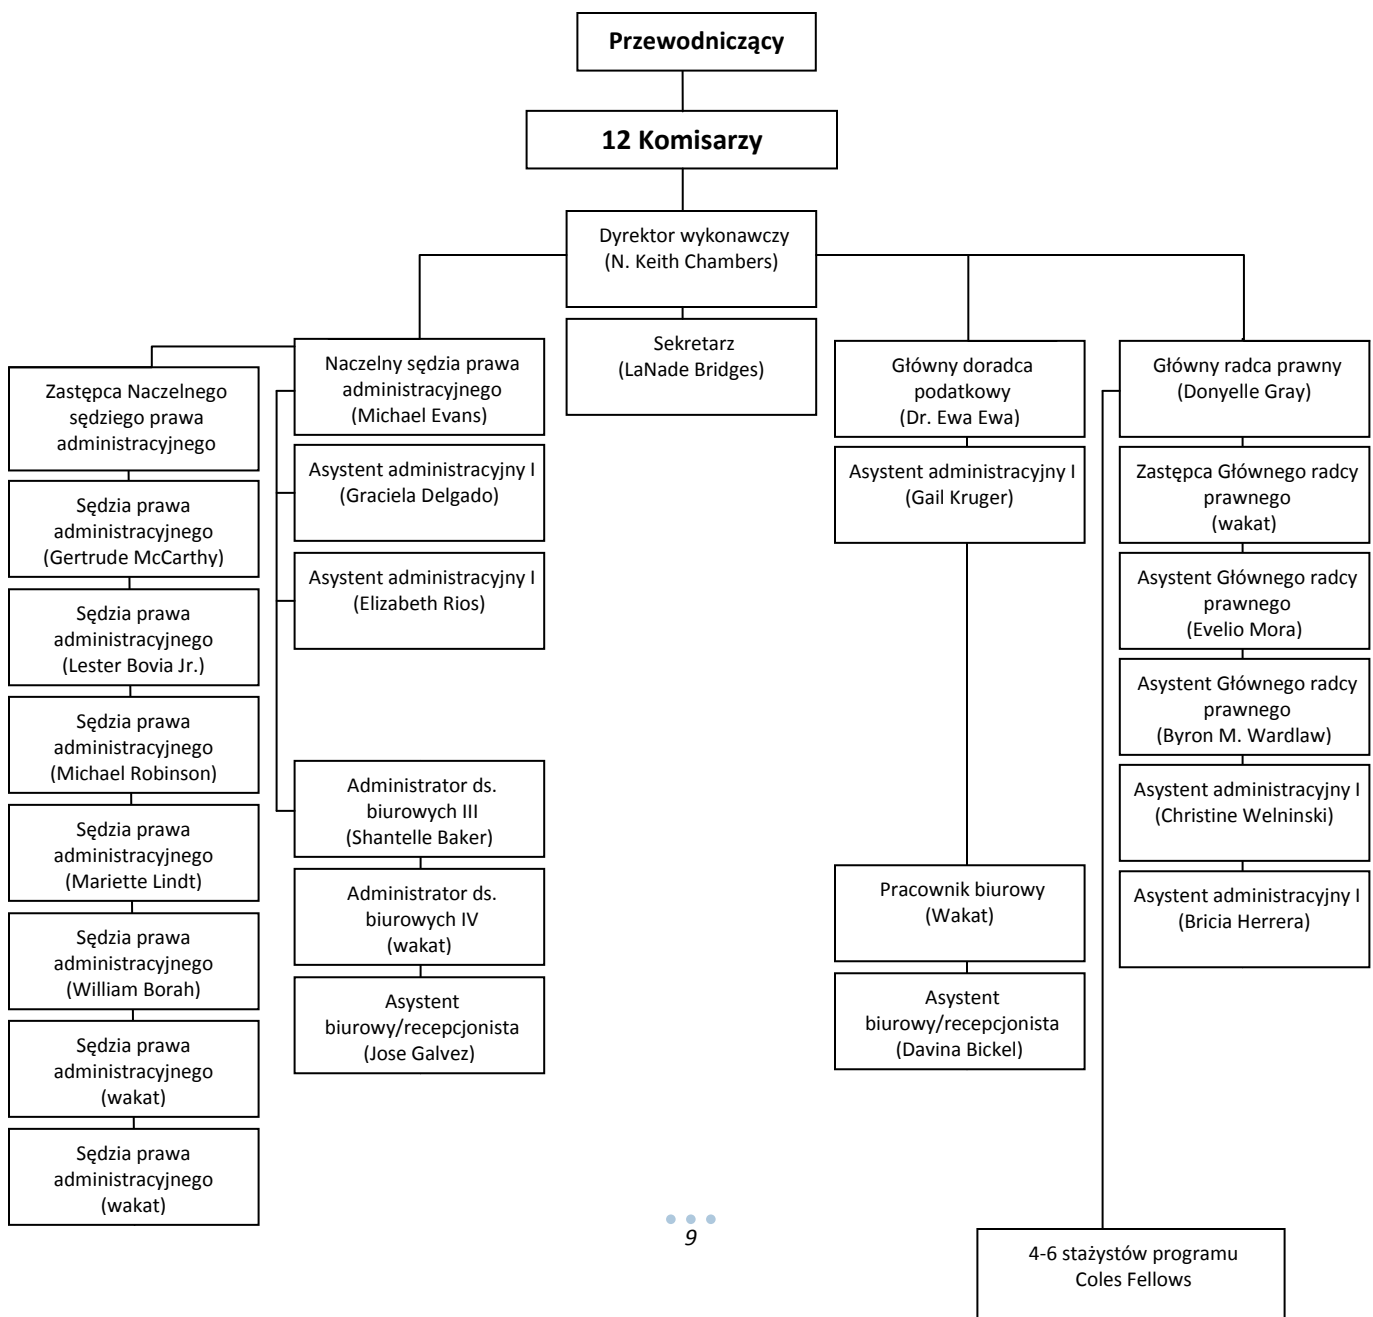 Przewodniczący
12 Komisarzy
Dyrektor wykonawczy
(N. Keith Chambers)
Sekretarz
(LaNade Bridges)
Zastępca Naczelnego
sędziego prawa
administracyjnego
Sędzia prawa
administracyjnego
(Gertrude McCarthy)
Sędzia prawa
administracyjnego
(Lester Bovia Jr.)
Sędzia prawa
administracyjnego
(Michael Robinson)
Sędzia prawa
administracyjnego
(Mariette Lindt)
Sędzia prawa
administracyjnego
(William Borah)
Sędzia prawa
administracyjnego
(wakat)
Sędzia prawa
administracyjnego
(wakat)
Naczelny sędzia prawa
administracyjnego
(Michael Evans)
Asystent administracyjny I
(Graciela Delgado)
Asystent administracyjny I
(Elizabeth Rios)
Administrator ds.
biurowych III
(Shantelle Baker)
Administrator ds.
biurowych IV
(wakat)
Asystent
biurowy/recepcjonista
(Jose Galvez)
Główny doradca
podatkowy
(Dr. Ewa Ewa)
Asystent administracyjny I
(Gail Kruger)
Pracownik biurowy
(Wakat)
Asystent
biurowy/recepcjonista
(Davina Bickel)
Główny radca prawny
(Donyelle Gray)
Zastępca Głównego radcy
prawnego
(wakat)
Asystent Głównego radcy
prawnego
(Evelio Mora)
Asystent Głównego radcy
prawnego
(Byron M. Wardlaw)
Asystent administracyjny I
(Christine Welninski)
Asystent administracyjny I
(Bricia Herrera)
4-6 stażystów programu
Coles Fellows
9